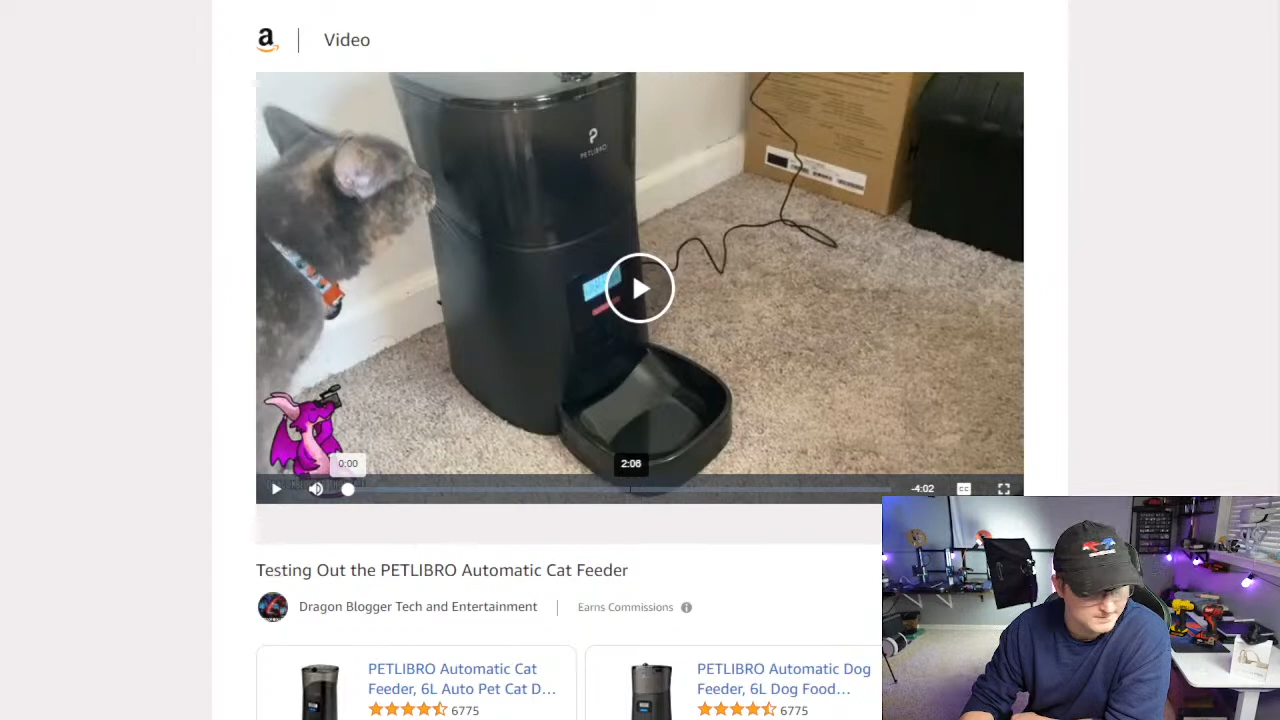 a
Video
PETLIBRO
0:00
2:06
-4:02
CC
Testing Out the PETLIBRO Automatic Cat Feeder
Dragon Blogger Tech and Entertainment
Earns Commissions
PETLIBRO Automatic Cat
Feeder, 6L Auto Pet Cat D...
6775
PETLIBRO Automatic Dog
Feeder, 6L Dog Food...
6775